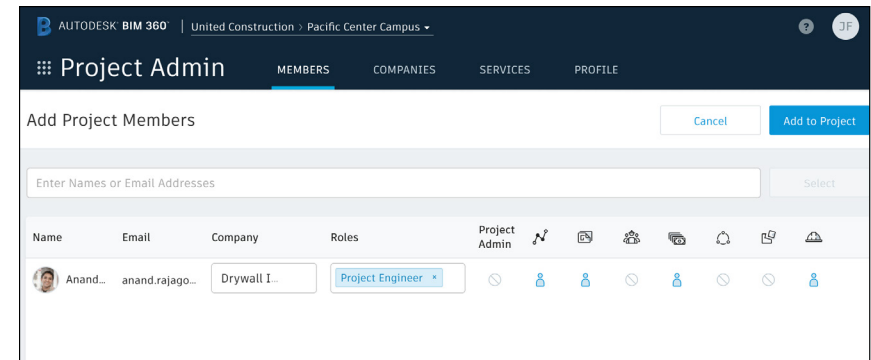 AUTODESK® BIM 360® | United Construction > Pacific Center Campus
? JF
Project Admin MEMBERS COMPANIES SERVICES PROFILE
Add Project Members Cancel Add to Project
Enter Names or Email Addresses Select
Name Email Company Roles Project Admin
Anand... anand.rajago... Drywall I... Project Engineer ×